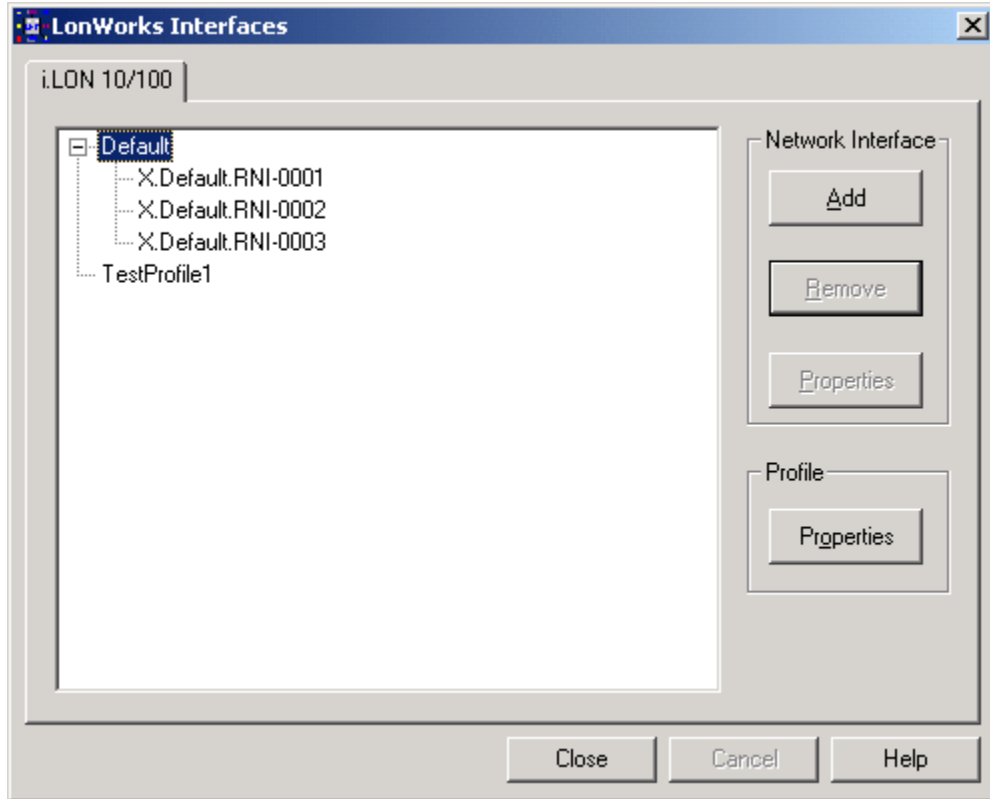 LonWorks Interfaces
i.LON 10/100
Default
X.Default.RNI-0001
X.Default.RNI-0002
X.Default.RNI-0003
TestProfile1
Network Interface
Add
Remove
Properties
Profile
Properties
Close
Cancel
Help